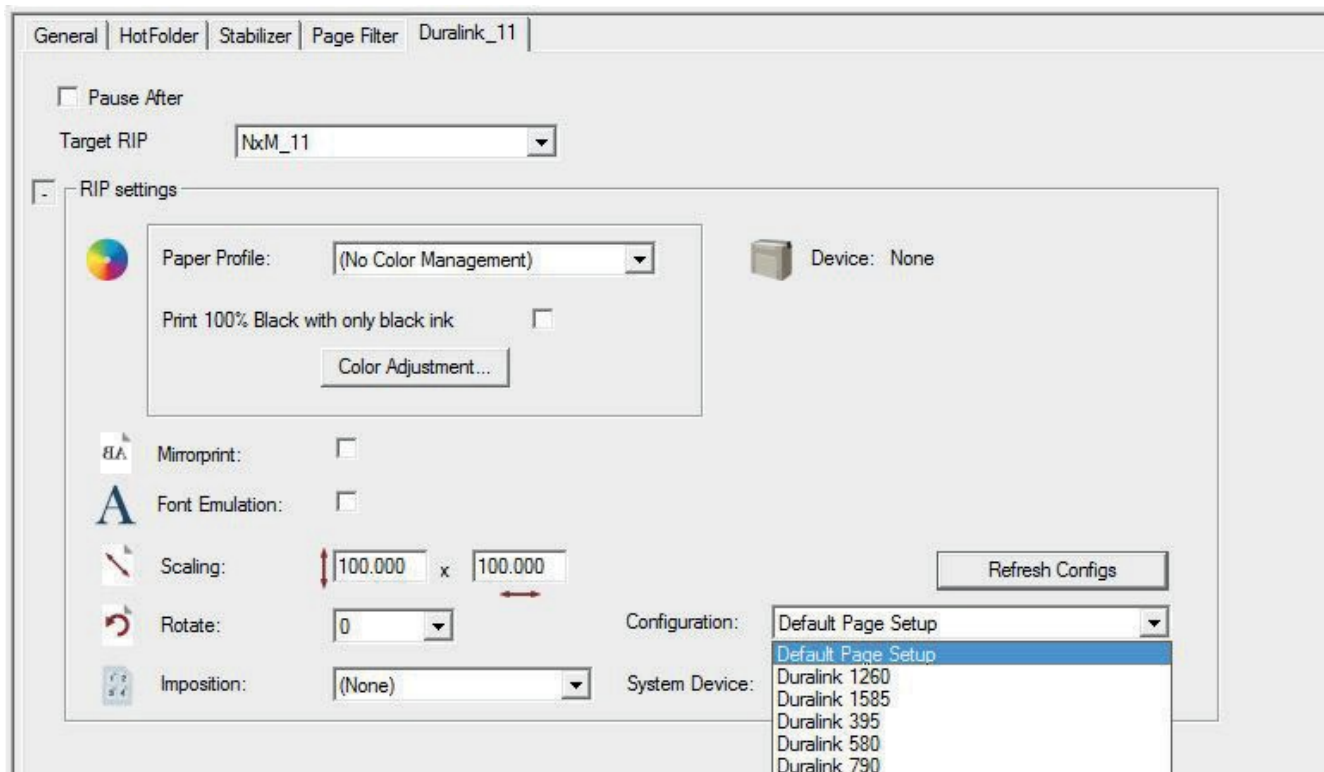 General HotFolder Stabilizer Page Filter Duralink_11
Pause After
Target RIP NxM_11
- RIP settings
Paper Profile: (No Color Management) Device: None
Print 100% Black with only black ink
Color Adjustment...
AB Mirrorprint:
A Font Emulation:
Scaling: 100.000 x 100.000 Refresh Configs
Rotate: 0 Configuration: Default Page Setup
Default Page Setup
Imposition: (None) System Device:
Duralink 1260
Duralink 1585
Duralink 395
Duralink 580
Duralink 790